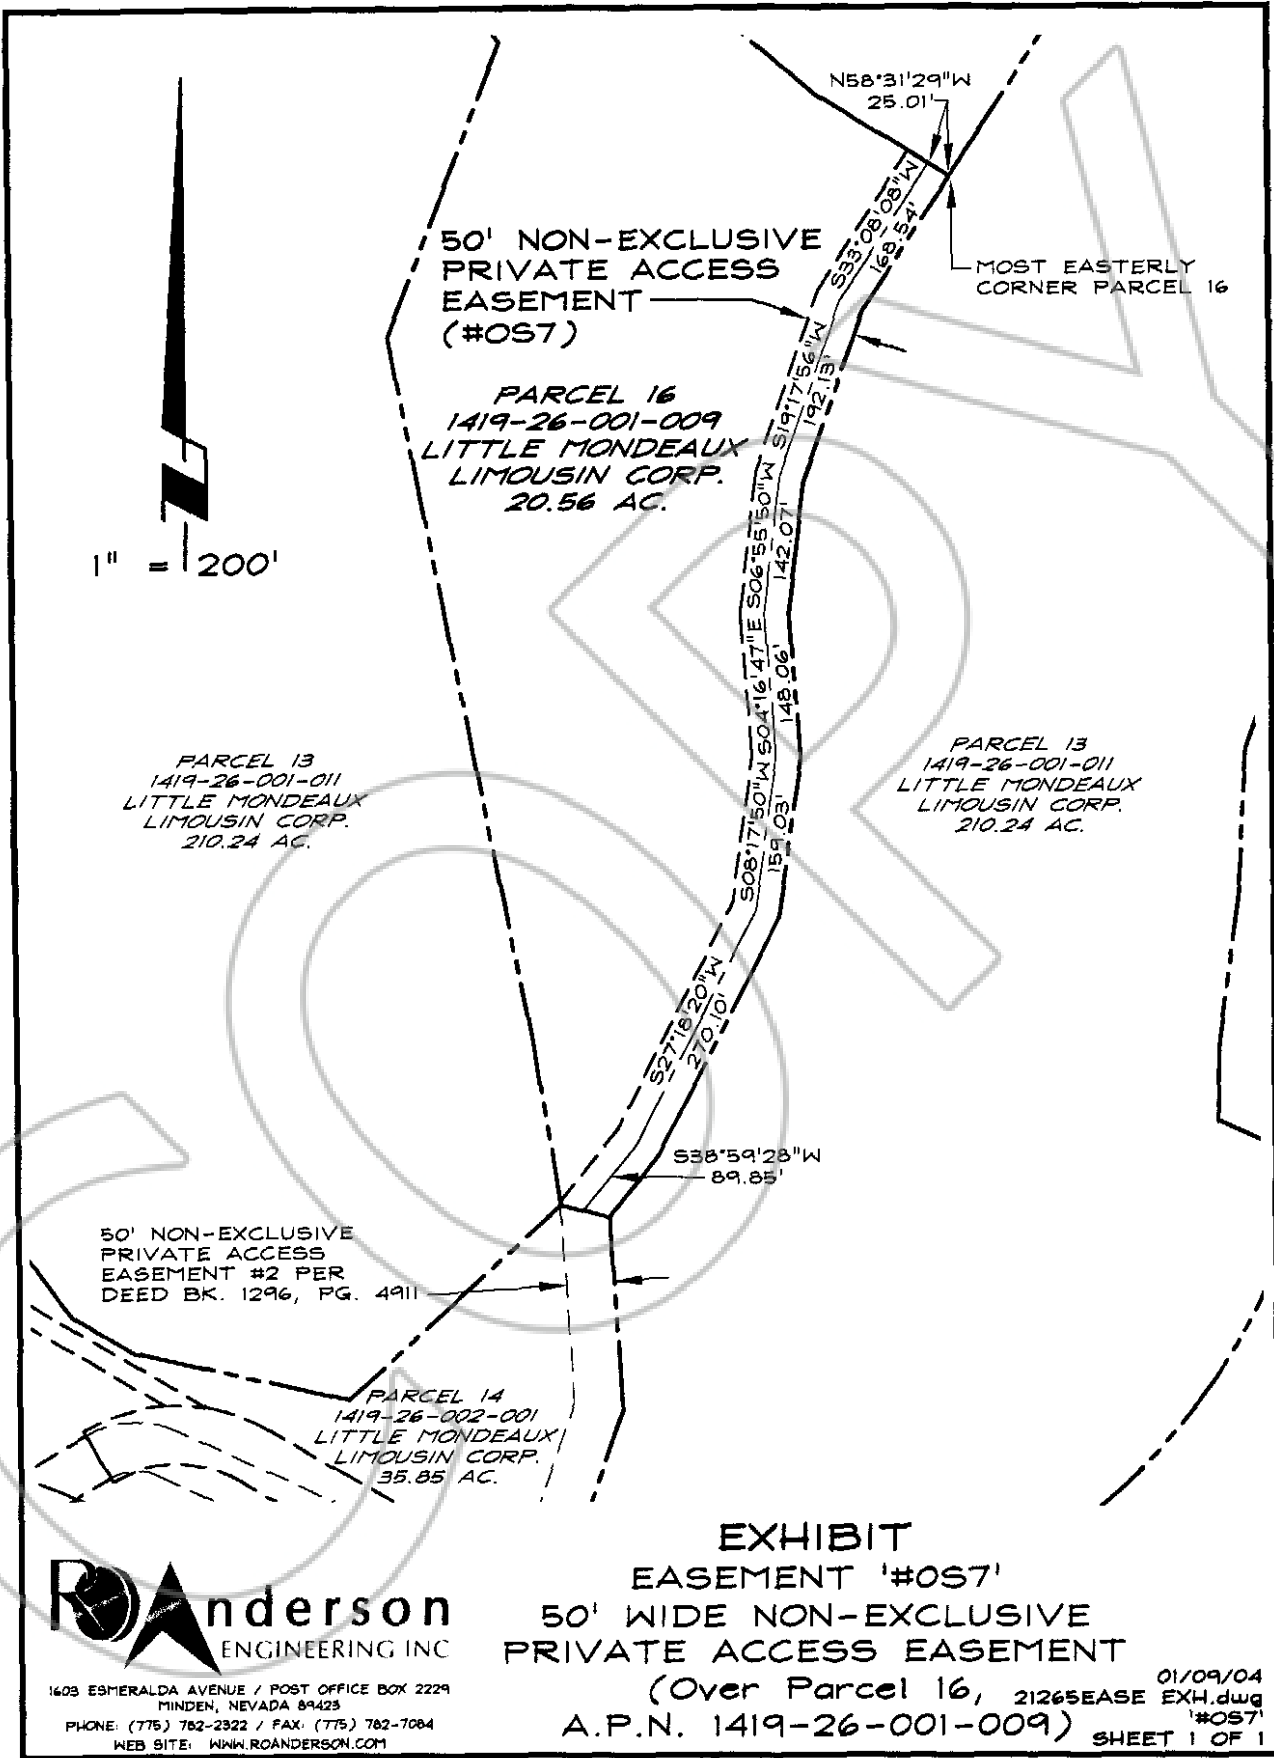 N58°31'29"W
25.01'
50' NON-EXCLUSIVE
PRIVATE ACCESS
EASEMENT
(#0S7)
S33°08'08"W
168.54'
MOST EASTERLY
CORNER PARCEL 16
PARCEL 16
1419-26-001-009
LITTLE MONDEAUX
LIMOUSIN CORP.
20.56 AC.
S19°17'56"W
192.13'
1" = 200'
S06°55'50"W
142.07'
S04°16'47"E
148.06'
PARCEL 13
1419-26-001-011
LITTLE MONDEAUX
LIMOUSIN CORP.
210.24 AC.
PARCEL 13
1419-26-001-011
LITTLE MONDEAUX
LIMOUSIN CORP.
210.24 AC.
S08°17'50"W
159.03'
S27°18'20"W
270.10'
S38°59'28"W
89.85'
50' NON-EXCLUSIVE
PRIVATE ACCESS
EASEMENT #2 PER
DEED BK. 1296, PG. 4911
PARCEL 14
1419-26-002-001
LITTLE MONDEAUX
LIMOUSIN CORP.
35.85 AC.
COPY
EXHIBIT
EASEMENT '#0S7'
50' WIDE NON-EXCLUSIVE
PRIVATE ACCESS EASEMENT
(Over Parcel 16,
A.P.N. 1419-26-001-009)
01/09/04
21265EASE EXH.dwg
'#0S7'
SHEET 1 OF 1
RO Anderson
ENGINEERING INC
1603 ESMERALDA AVENUE / POST OFFICE BOX 2229
MINDEN, NEVADA 89423
PHONE: (775) 782-2322 / FAX: (775) 782-7084
WEB SITE: WWW.ROANDERSON.COM